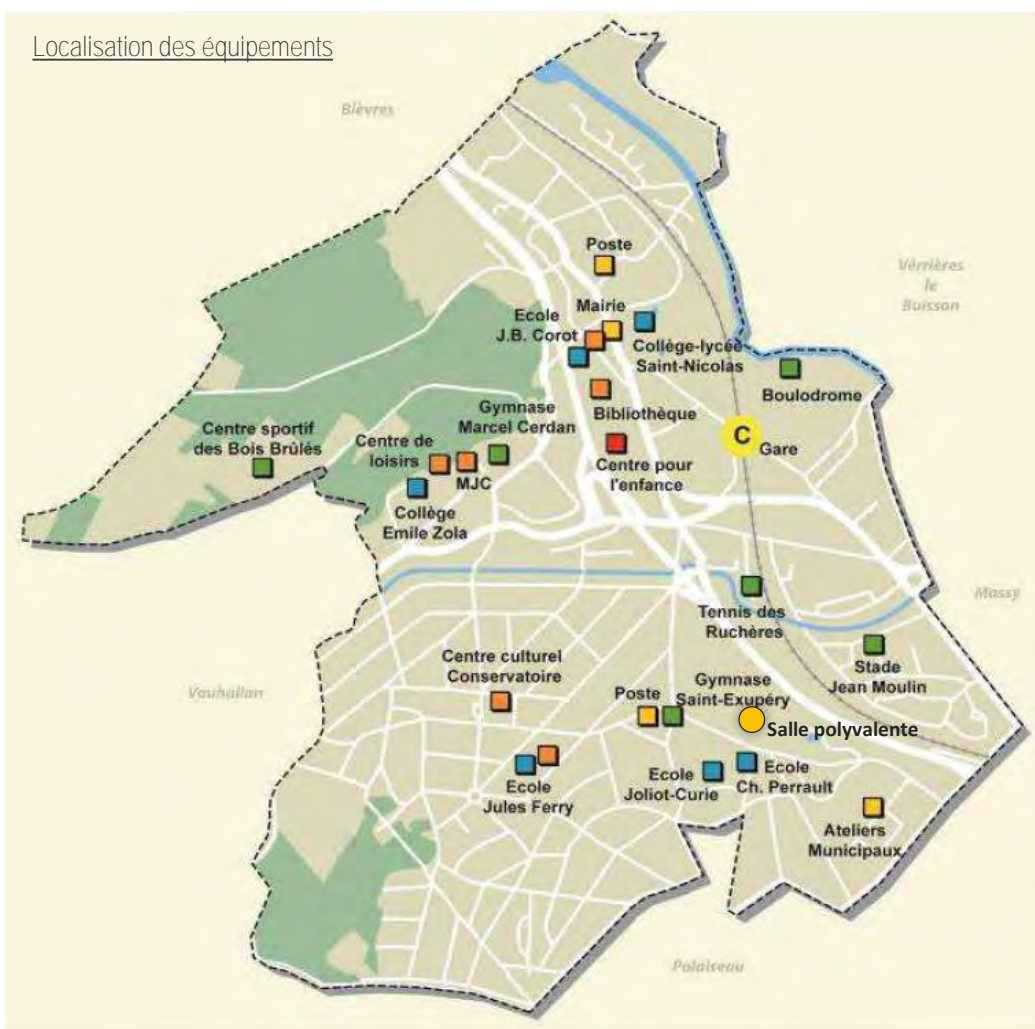 Localisation des équipements
Bièvres
Poste
Vérrières
le
Buisson
Mairie
Ecole
J.B. Corot
Collège-lycée
Saint-Nicolas
Boulodrome
Bibliothèque
Gymnase
Marcel Cerdan
Centre sportif
des Bois Brûlés
Centre de
loisirs
MJC
C
Gare
Centre pour
l'enfance
Collège
Emile Zola
Massy
Tennis des
Ruchères
Stade
Jean Moulin
Vauhallan
Centre culturel
Conservatoire
Poste
Gymnase
Saint-Exupéry
Salle polyvalente
Ecole
Jules Ferry
Ecole
Joliot-Curie
Ecole
Ch. Perrault
Ateliers
Municipaux
Palaiseau